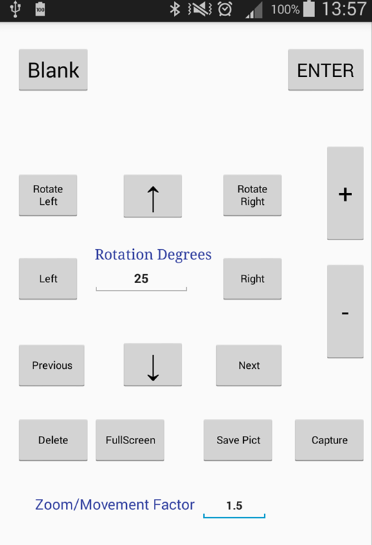 100% 13:57
Blank
ENTER
Rotate
Left
↑
Rotate
Right
+
Rotation Degrees
Left
25
Right
-
Previous
↓
Next
Delete
FullScreen
Save Pict
Capture
Zoom/Movement Factor 1.5